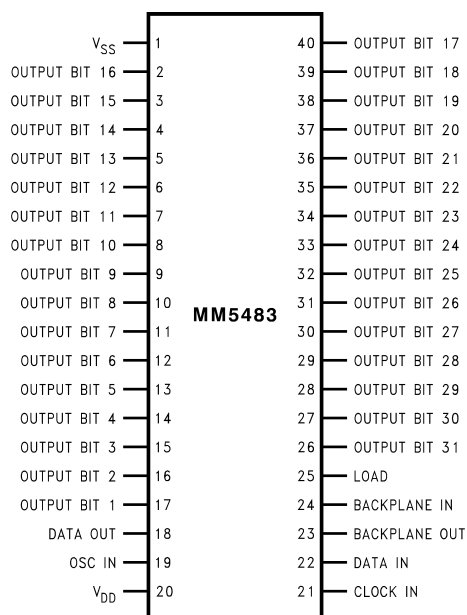 V_SS 1 40 OUTPUT BIT 17
OUTPUT BIT 16 2 39 OUTPUT BIT 18
OUTPUT BIT 15 3 38 OUTPUT BIT 19
OUTPUT BIT 14 4 37 OUTPUT BIT 20
OUTPUT BIT 13 5 36 OUTPUT BIT 21
OUTPUT BIT 12 6 35 OUTPUT BIT 22
OUTPUT BIT 11 7 34 OUTPUT BIT 23
OUTPUT BIT 10 8 33 OUTPUT BIT 24
OUTPUT BIT 9 9 32 OUTPUT BIT 25
OUTPUT BIT 8 10 31 OUTPUT BIT 26
MM5483
OUTPUT BIT 7 11 30 OUTPUT BIT 27
OUTPUT BIT 6 12 29 OUTPUT BIT 28
OUTPUT BIT 5 13 28 OUTPUT BIT 29
OUTPUT BIT 4 14 27 OUTPUT BIT 30
OUTPUT BIT 3 15 26 OUTPUT BIT 31
OUTPUT BIT 2 16 25 LOAD
OUTPUT BIT 1 17 24 BACKPLANE IN
DATA OUT 18 23 BACKPLANE OUT
OSC IN 19 22 DATA IN
V_DD 20 21 CLOCK IN